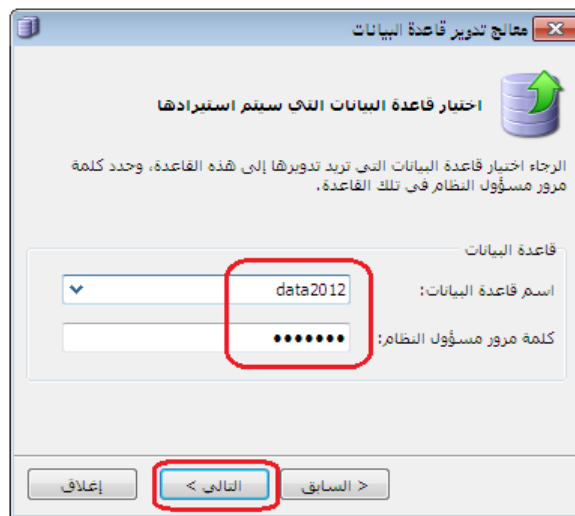 معالج تدوير قاعدة البيانات
اختيار قاعدة البيانات التي سيتم استيرادها
الرجاء اختيار قاعدة البيانات التي تريد تدويرها إلى هذه القاعدة، وحدد كلمة
مرور مسؤول النظام في تلك القاعدة.
قاعدة البيانات
اسم قاعدة البيانات: data2012
كلمة مرور مسؤول النظام: •••••••
< السابق التالي > إغلاق